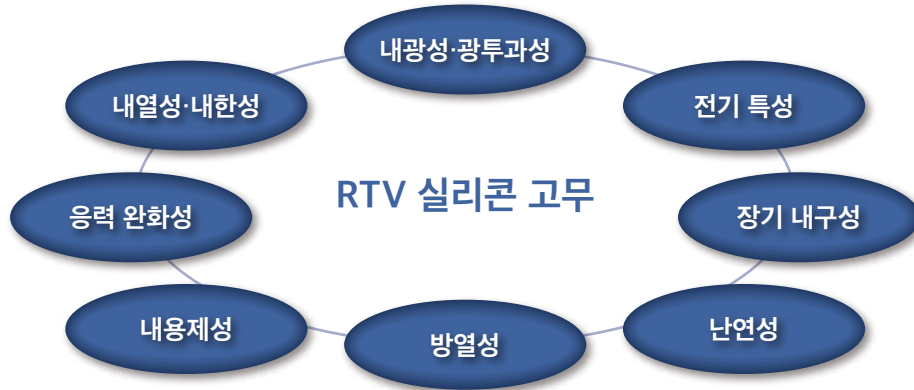 내광성·광투과성
내열성·내한성
전기 특성
RTV 실리콘 고무
응력 완화성
장기 내구성
내용제성
방열성
난연성